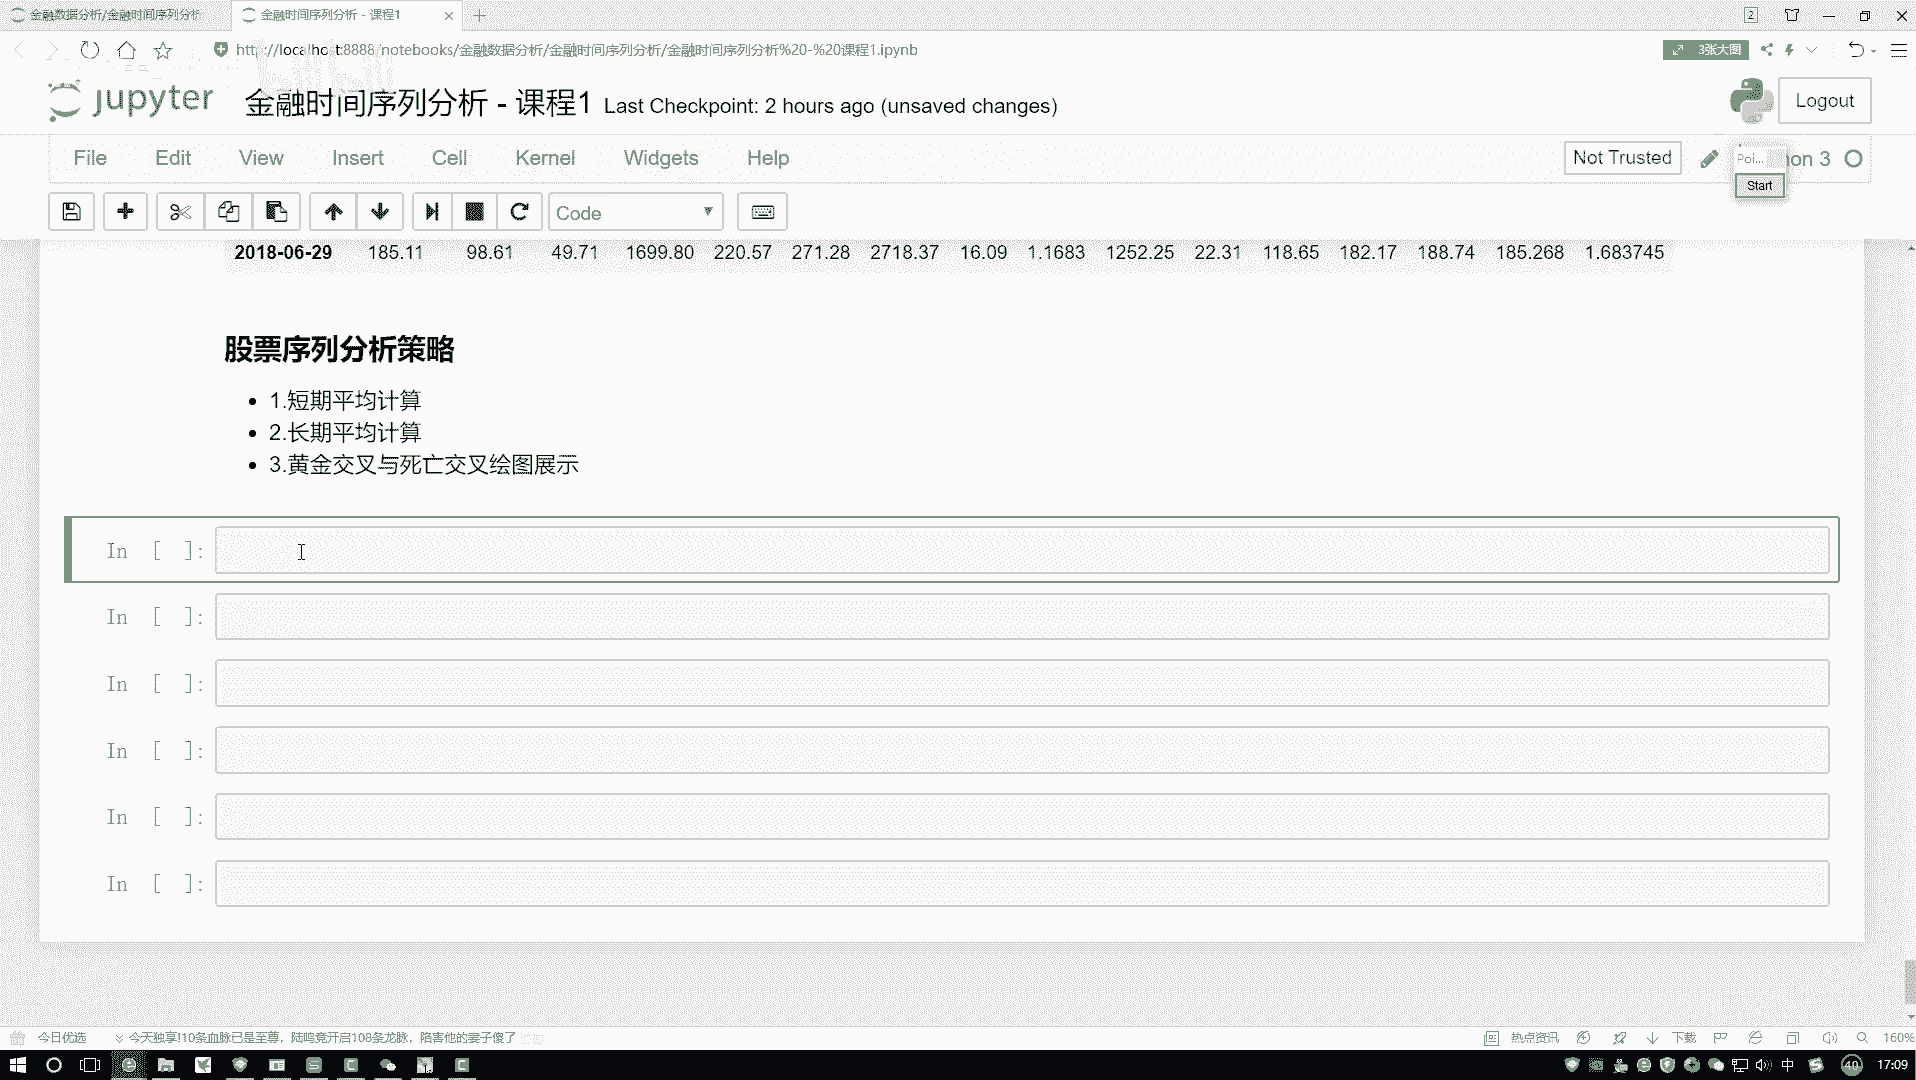 金融数据分析/金融时间序列分析
金融时间序列分析 - 课程1
2
http://localhost:8888/notebooks/金融数据分析/金融时间序列分析/金融时间序列分析%20-%20课程1.ipynb
3张大图
jupyter 金融时间序列分析 - 课程1 Last Checkpoint: 2 hours ago (unsaved changes)
Logout
File Edit View Insert Cell Kernel Widgets Help
Not Trusted
Poi...
on 3
Start
Code
2018-06-29 185.11 98.61 49.71 1699.80 220.57 271.28 2718.37 16.09 1.1683 1252.25 22.31 118.65 182.17 188.74 185.268 1.683745
股票序列分析策略
• 1.短期平均计算
• 2.长期平均计算
• 3.黄金交叉与死亡交叉绘图展示
In [ ]:
In [ ]:
In [ ]:
In [ ]:
In [ ]:
In [ ]:
今日优选
今天独享!10条血脉已是至尊，陆鸣竟开启108条龙脉，陷害他的妻子傻了
热点资讯
下载
160%
中
40
17:09